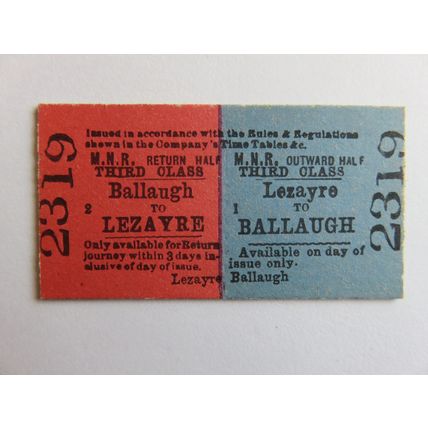 Issued in accordance with the Rules & Regulations
shewn in the Company's Time Tables &c.
2319
M.N.R. RETURN HALF
THIRD CLASS
Ballaugh
2 TO
LEZAYRE
Only available for Return
journey within 3 days in-
clusive of day of issue.
Lezayre
M.N.R. OUTWARD HALF
THIRD CLASS
Lezayre
1 TO
BALLAUGH
Available on day of
issue only.
Ballaugh
2319